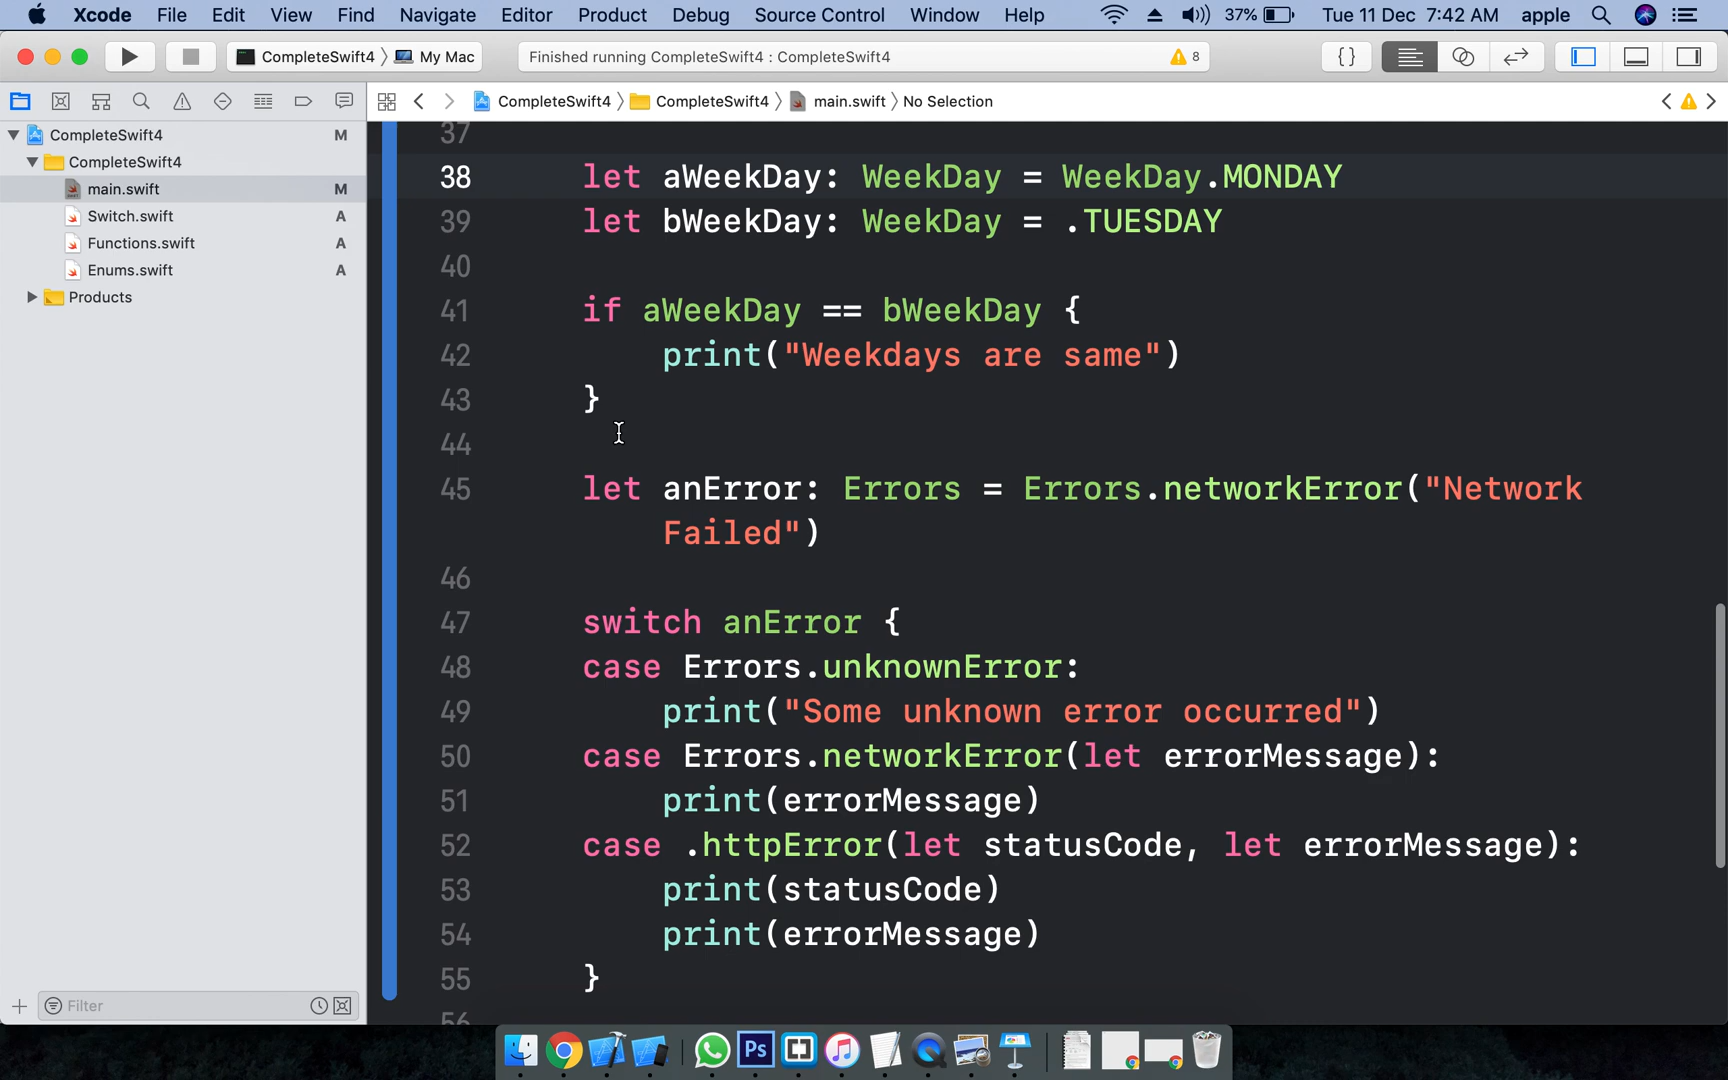 Xcode File Edit View Find Navigate Editor Product Debug Source Control Window Help 37% Tue 11 Dec 7:42 AM apple
CompleteSwift4 My Mac Finished running CompleteSwift4 : CompleteSwift4 8 {}
CompleteSwift4 CompleteSwift4 main.swift No Selection
CompleteSwift4 M
CompleteSwift4
main.swift M
Switch.swift A
Functions.swift A
Enums.swift A
Products
37
38 let aWeekDay: WeekDay = WeekDay.MONDAY
39 let bWeekDay: WeekDay = .TUESDAY
40
41 if aWeekDay == bWeekDay {
42 print("Weekdays are same")
43 }
44
45 let anError: Errors = Errors.networkError("Network
Failed")
46
47 switch anError {
48 case Errors.unknownError:
49 print("Some unknown error occurred")
50 case Errors.networkError(let errorMessage):
51 print(errorMessage)
52 case .httpError(let statusCode, let errorMessage):
53 print(statusCode)
54 print(errorMessage)
55 }
56
Filter
Ps